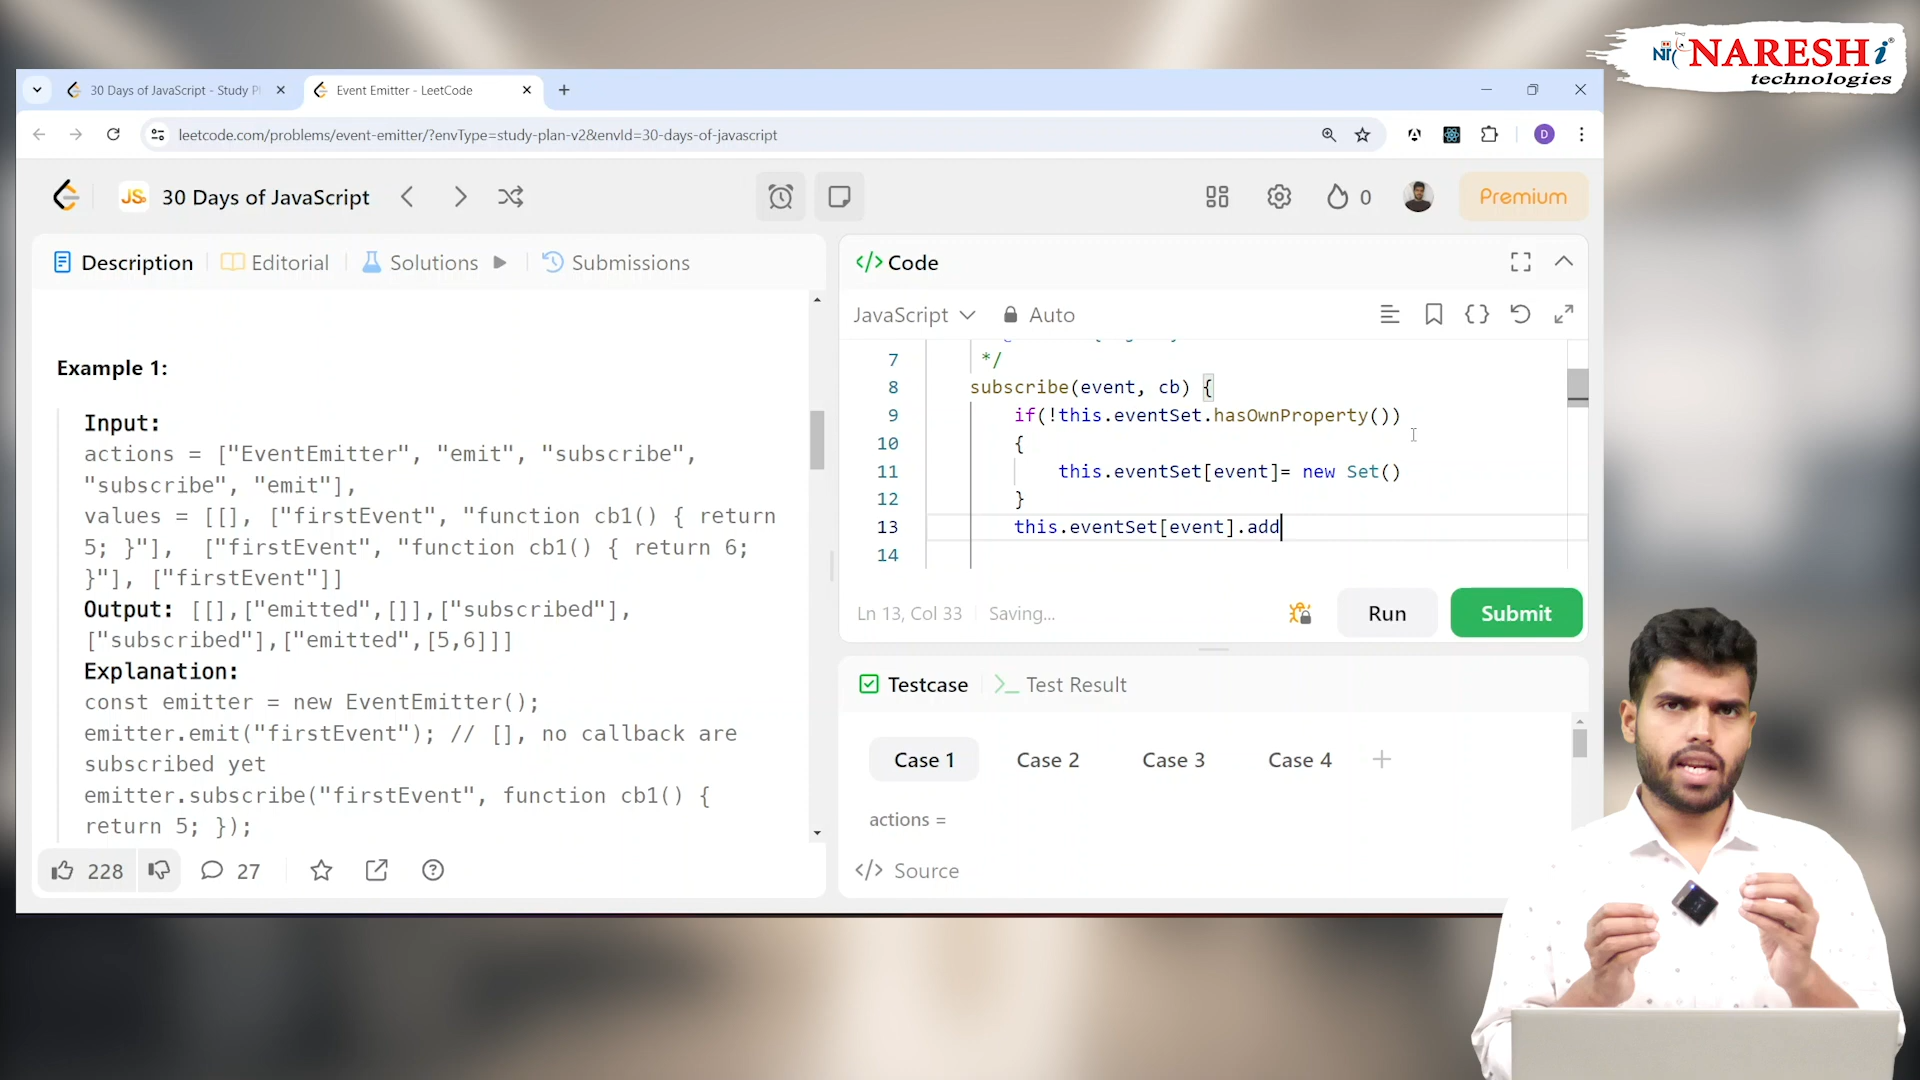 NARESH i
technologies
30 Days of JavaScript - Study Pl
Event Emitter - LeetCode
leetcode.com/problems/event-emitter/?envType=study-plan-v2&envId=30-days-of-javascript
D
JS 30 Days of JavaScript
0
Premium
Description
Editorial
Solutions
Submissions
</> Code
JavaScript
Auto
Example 1:
Input:
actions = ["EventEmitter", "emit", "subscribe",
"subscribe", "emit"],
values = [[], ["firstEvent", "function cb1() { return
5; }"],  ["firstEvent", "function cb1() { return 6;
}"], ["firstEvent"]]
Output: [[],["emitted",[]],["subscribed"],
["subscribed"],["emitted",[5,6]]]
Explanation:
const emitter = new EventEmitter();
emitter.emit("firstEvent"); // [], no callback are
subscribed yet
emitter.subscribe("firstEvent", function cb1() {
return 5; });
228
27
7 */
8 subscribe(event, cb) {
9 if(!this.eventSet.hasOwnProperty())
10 {
11 this.eventSet[event]= new Set()
12 }
13 this.eventSet[event].add
14
Ln 13, Col 33
Saving...
Run
Submit
Testcase
Test Result
Case 1
Case 2
Case 3
Case 4
+
actions =
</> Source